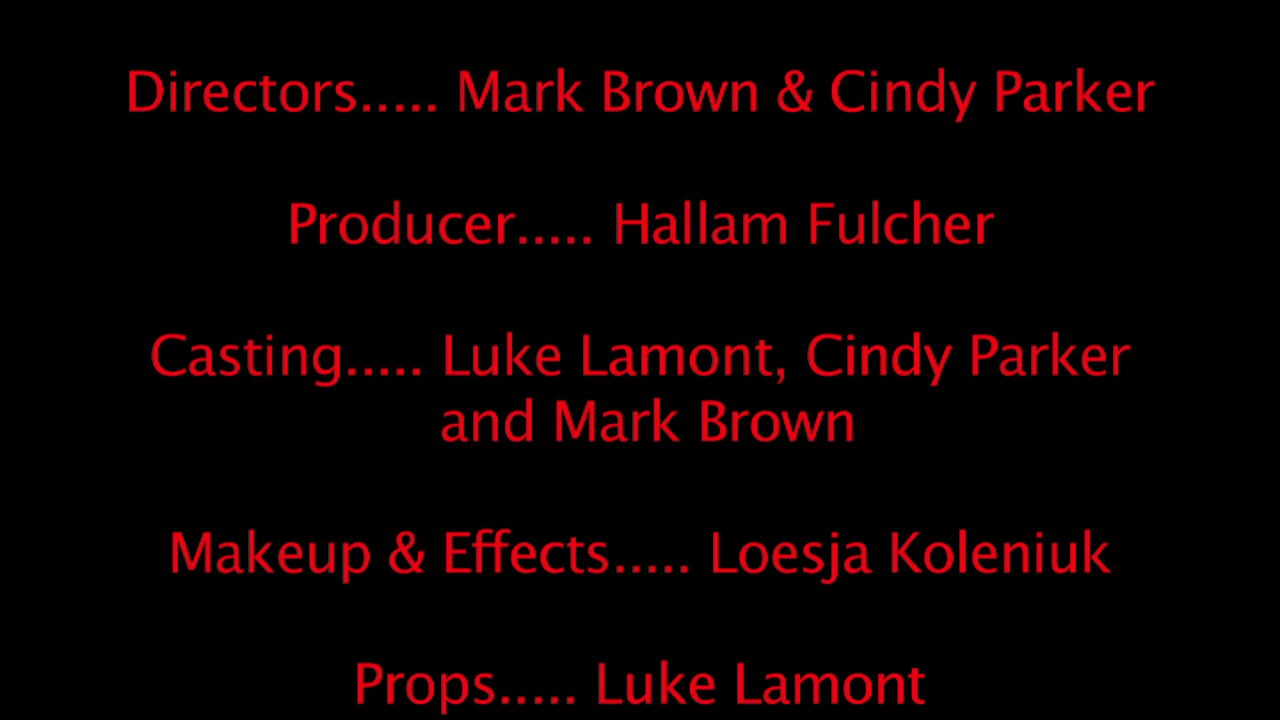 Directors..... Mark Brown & Cindy Parker
Producer..... Hallam Fulcher
Casting..... Luke Lamont, Cindy Parker
and Mark Brown
Makeup & Effects..... Loesja Koleniuk
Props..... Luke Lamont